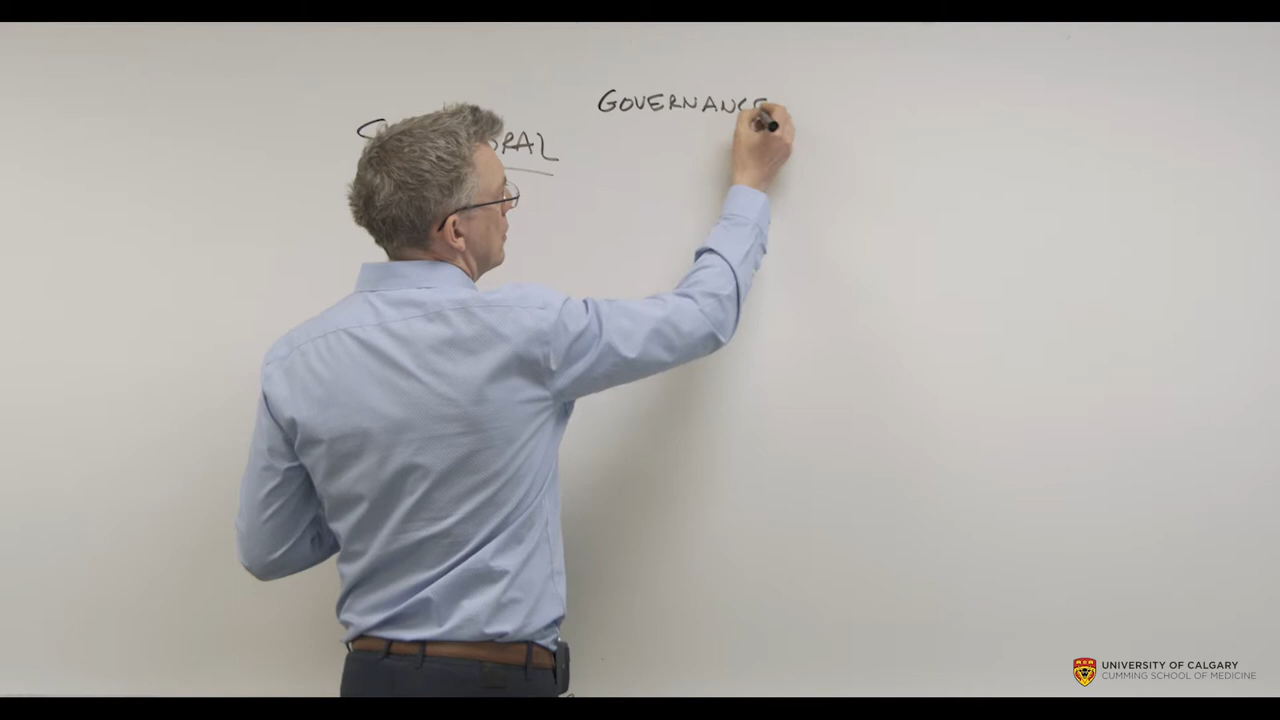 GOVERNANCE
UNIVERSITY OF CALGARY
CUMMING SCHOOL OF MEDICINE